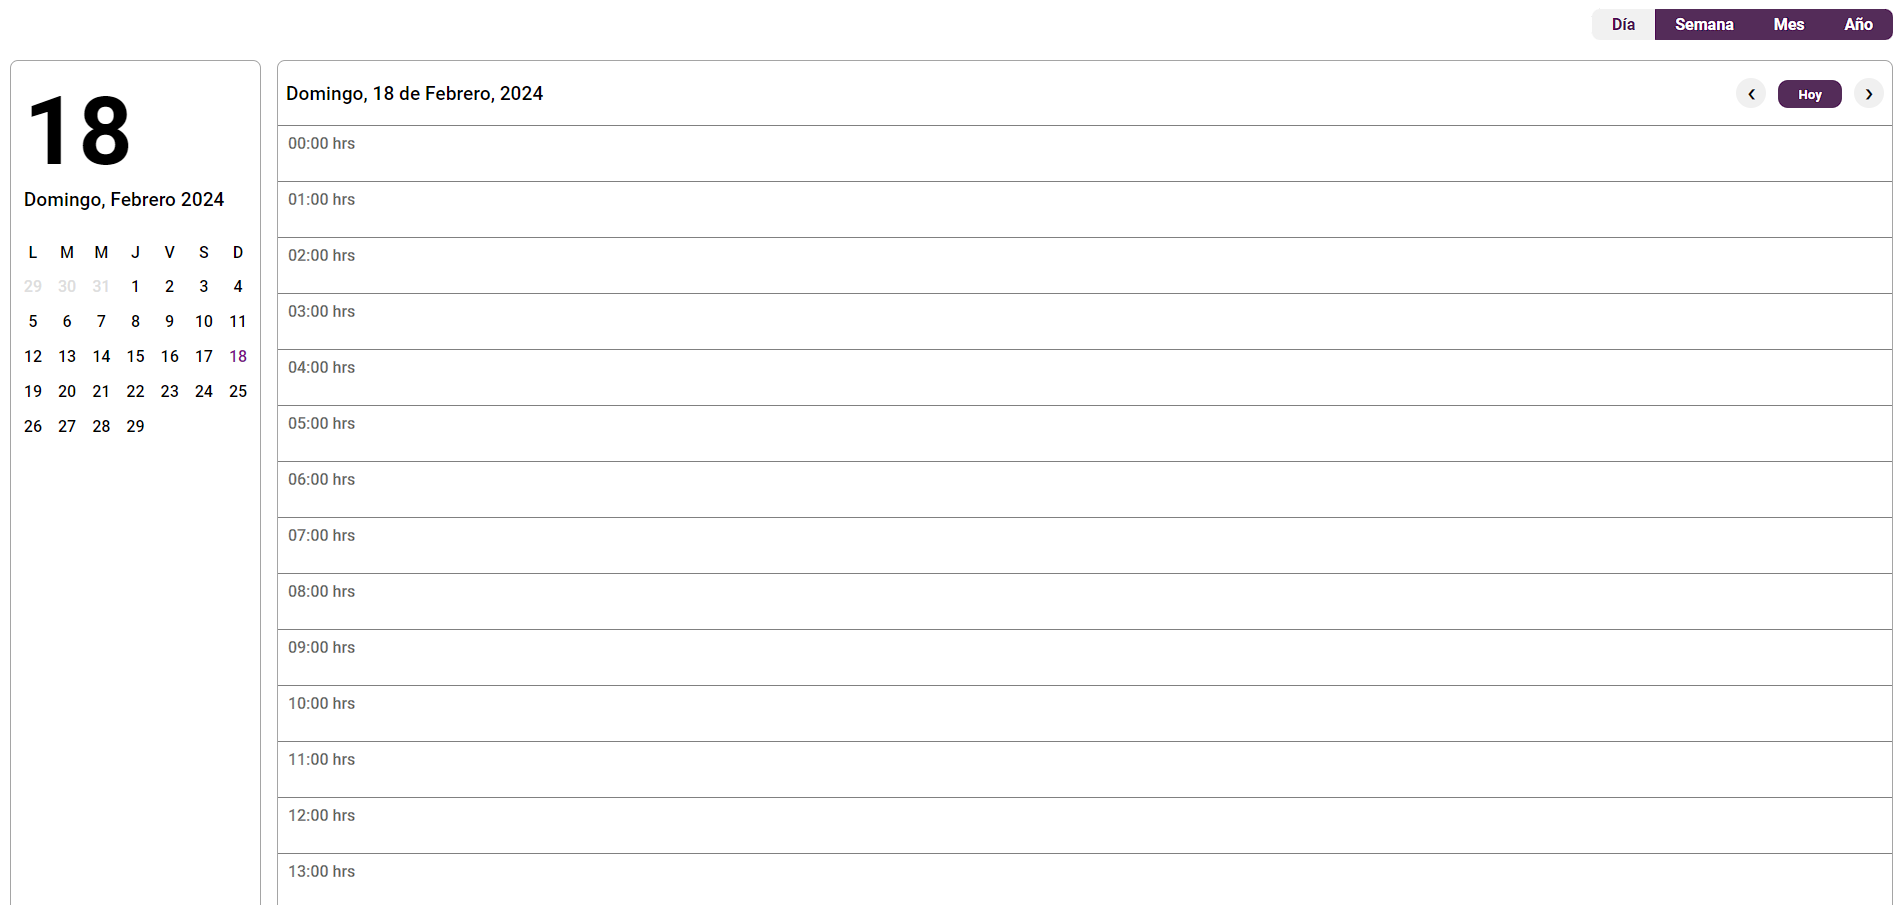 Día Semana Mes Año
18
Domingo, Febrero 2024
L M M J V S D
29 30 31 1 2 3 4
5 6 7 8 9 10 11
12 13 14 15 16 17 18
19 20 21 22 23 24 25
26 27 28 29
Domingo, 18 de Febrero, 2024
‹ Hoy ›
00:00 hrs
01:00 hrs
02:00 hrs
03:00 hrs
04:00 hrs
05:00 hrs
06:00 hrs
07:00 hrs
08:00 hrs
09:00 hrs
10:00 hrs
11:00 hrs
12:00 hrs
13:00 hrs